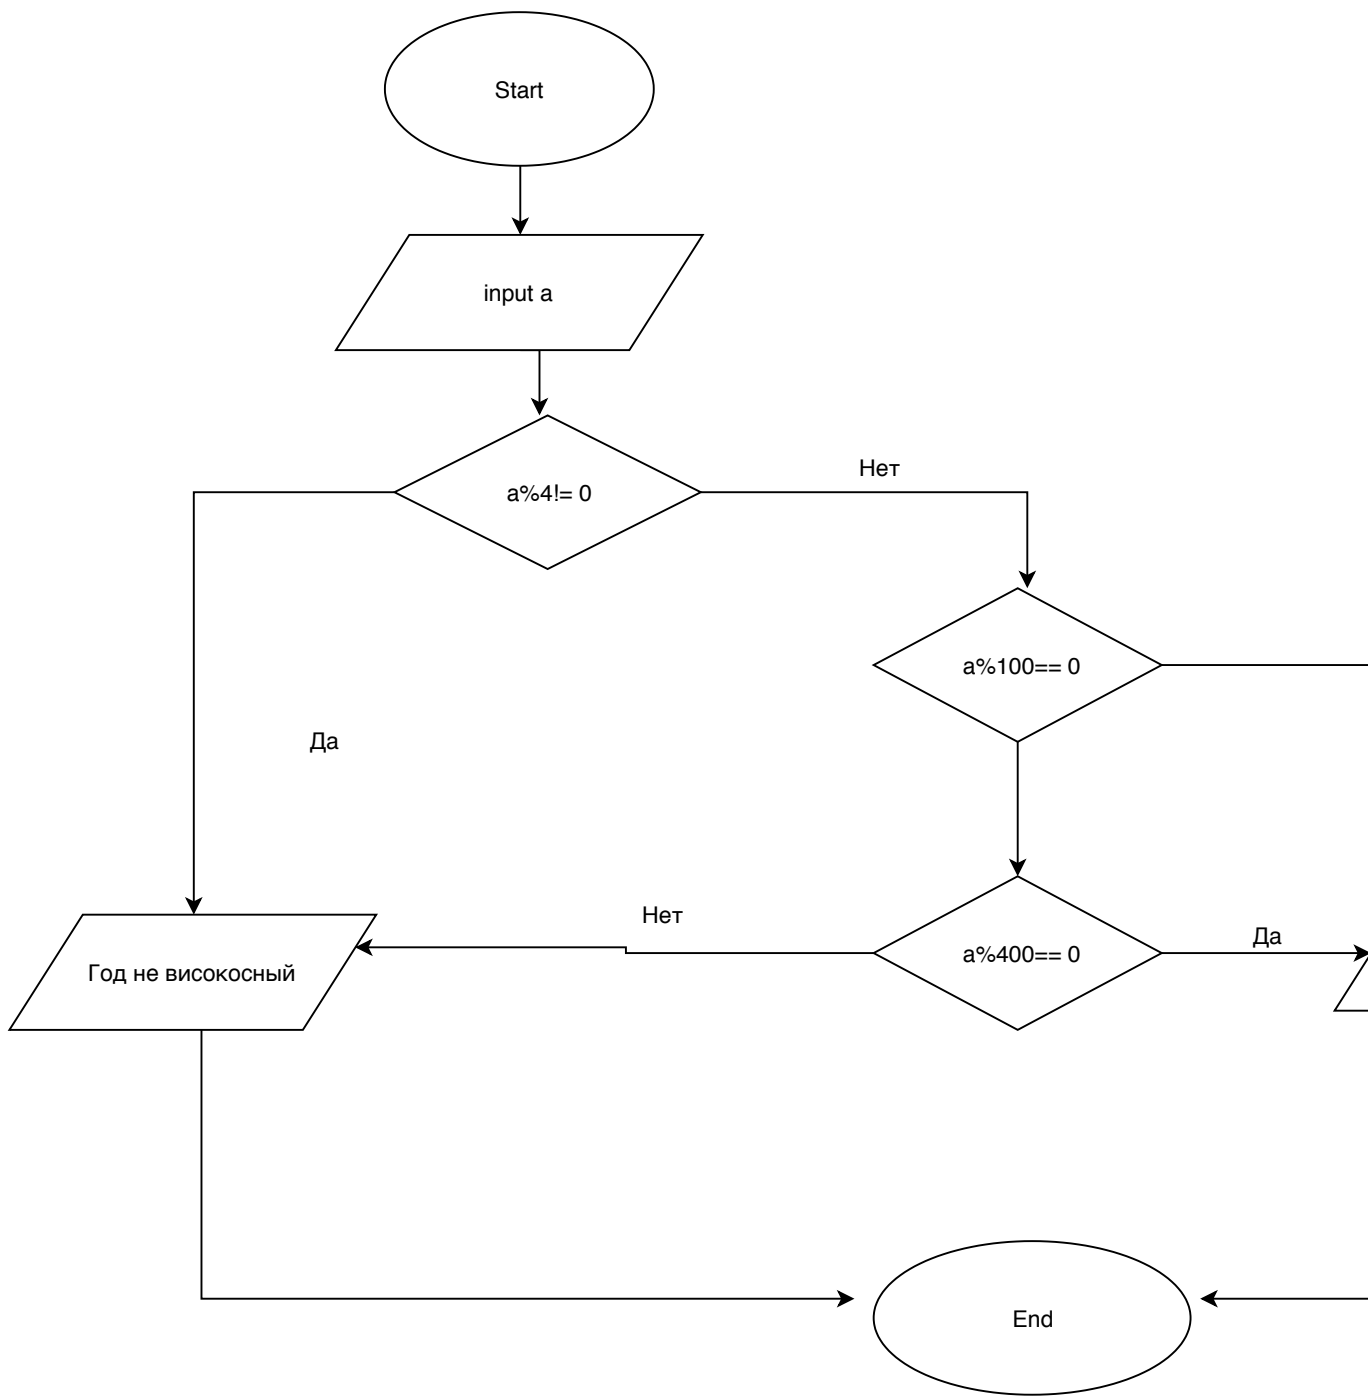 Start
input a
a%4!= 0
Нет
a%100== 0
Да
Нет
a%400== 0
Да
Год не високосный
End